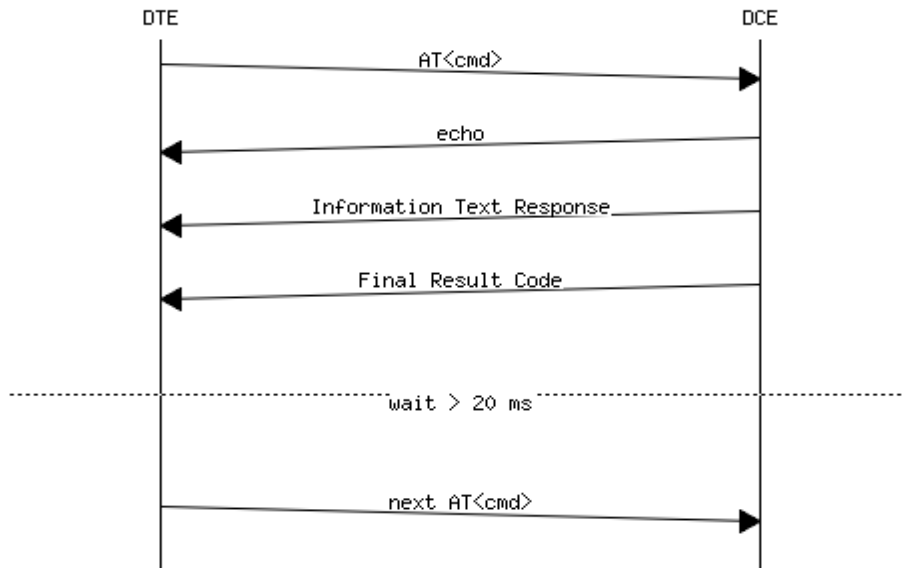 DTE
DCE
AT<cmd>
echo
Information Text Response
Final Result Code
wait > 20 ms
next AT<cmd>